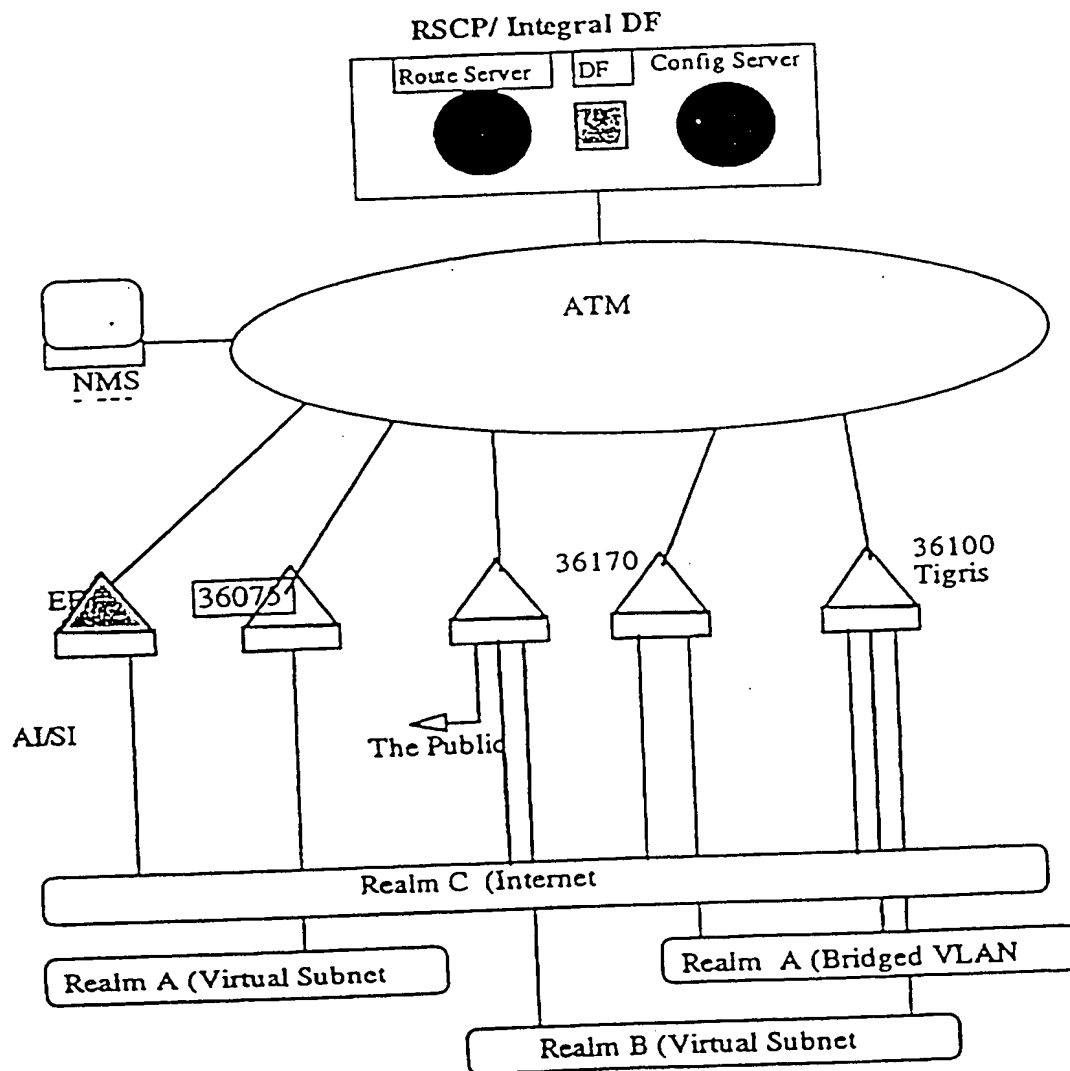 RSCP/ Integral DF
Route Server
DF
Config Server
ATM
NMS
36170
36100
Tigris
36075
AI/SI
The Public
Realm C (Internet
Realm A (Virtual Subnet
Realm A (Bridged VLAN
Realm B (Virtual Subnet